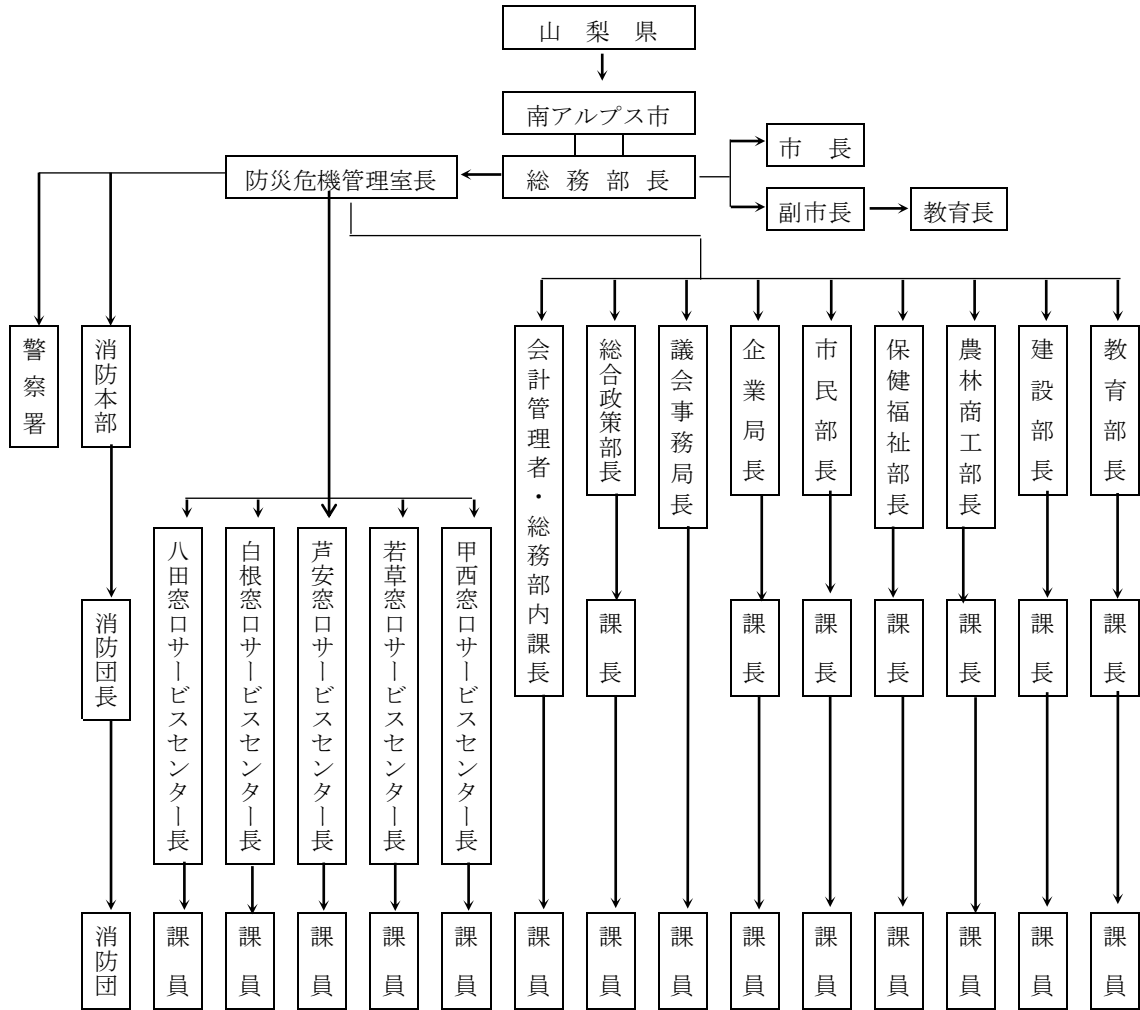 山梨県
南アルプス市
総務部長
防災危機管理室長
市長
副市長
教育長
警察署
消防本部
会計管理者・総務部内課長
総合政策部長
議会事務局長
企業局長
市民部長
保健福祉部長
農林商工部長
建設部長
教育部長
八田窓口サービスセンター長
白根窓口サービスセンター長
芦安窓口サービスセンター長
若草窓口サービスセンター長
甲西窓口サービスセンター長
消防団長
課長
課長
課長
課長
課長
課長
課長
消防団
課員
課員
課員
課員
課員
課員
課員
課員
課員
課員
課員
課員
課員
課員